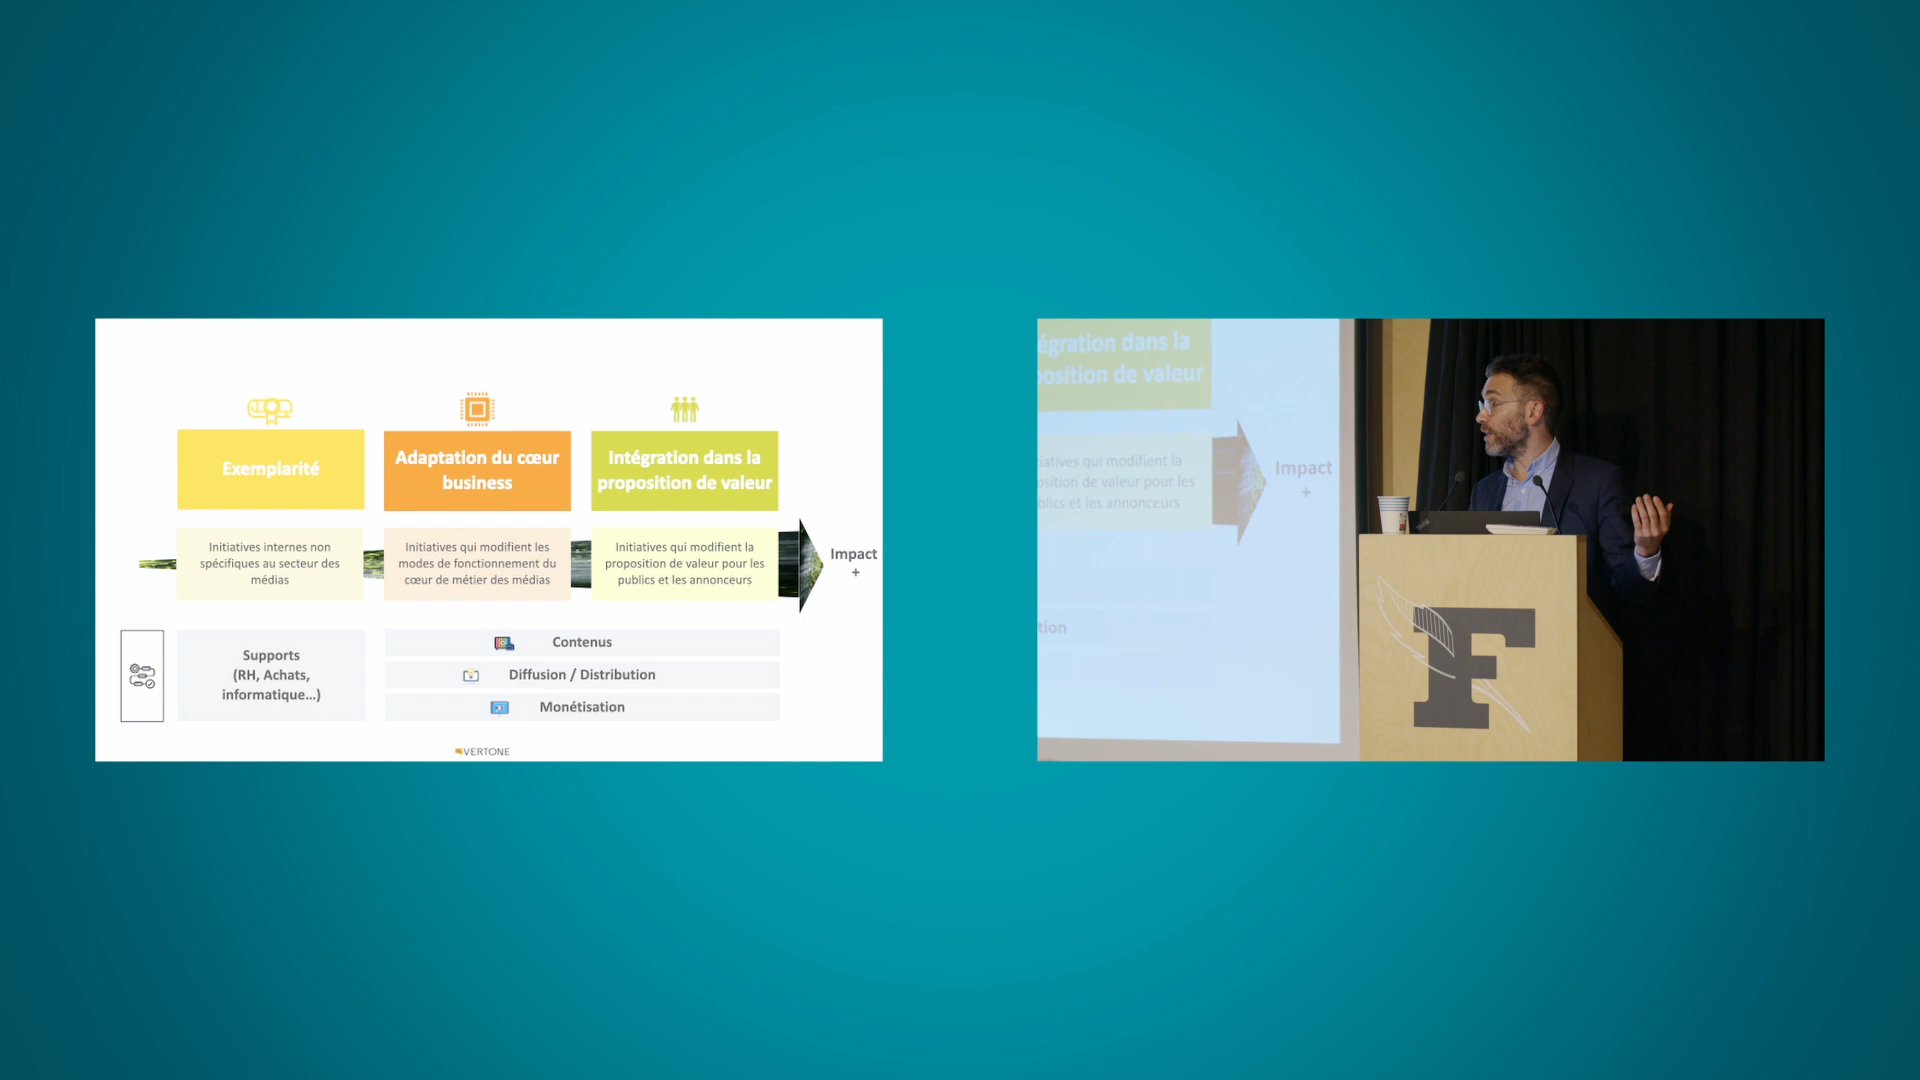 Exemplarité
Adaptation du cœur
business
Intégration dans la
proposition de valeur
Initiatives internes non
spécifiques au secteur des
médias
Initiatives qui modifient les
modes de fonctionnement du
cœur de métier des médias
Initiatives qui modifient la
proposition de valeur pour les
publics et les annonceurs
Impact
+
Supports
(RH, Achats,
informatique...)
Contenus
Diffusion / Distribution
Monétisation
VERTONE
égration dans la
position de valeur
iatives qui modifient la
osition de valeur pour les
blics et les annonceurs
Impact
+
tion
F